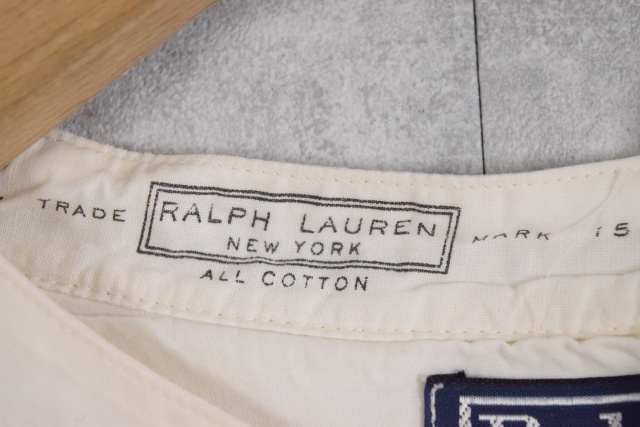 TRADE RALPH LAUREN MARK 15
NEW YORK
ALL COTTON